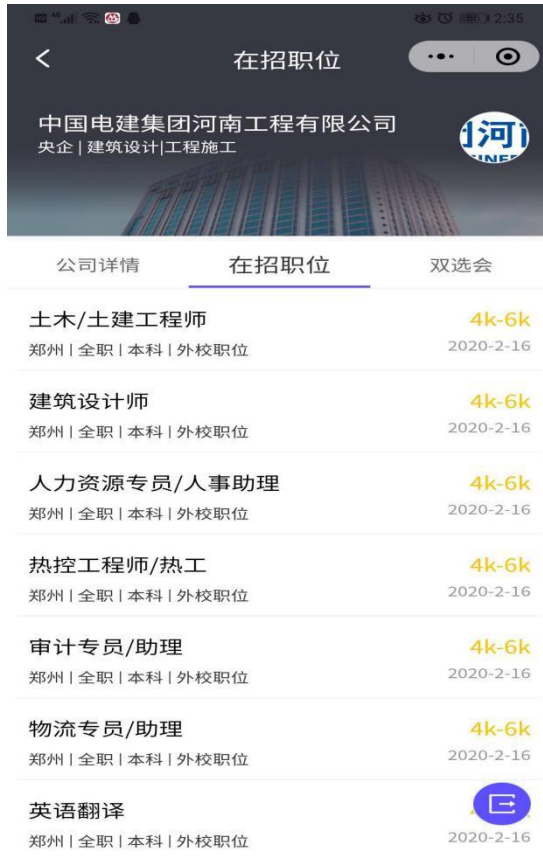 2:35
在招职位
中国电建集团河南工程有限公司
央企 | 建筑设计|工程施工
公司详情
在招职位
双选会
土木/土建工程师
4k-6k
郑州 | 全职 | 本科 | 外校职位
2020-2-16
建筑设计师
4k-6k
郑州 | 全职 | 本科 | 外校职位
2020-2-16
人力资源专员/人事助理
4k-6k
郑州 | 全职 | 本科 | 外校职位
2020-2-16
热控工程师/热工
4k-6k
郑州 | 全职 | 本科 | 外校职位
2020-2-16
审计专员/助理
4k-6k
郑州 | 全职 | 本科 | 外校职位
2020-2-16
物流专员/助理
4k-6k
郑州 | 全职 | 本科 | 外校职位
2020-2-16
英语翻译
郑州 | 全职 | 本科 | 外校职位
2020-2-16